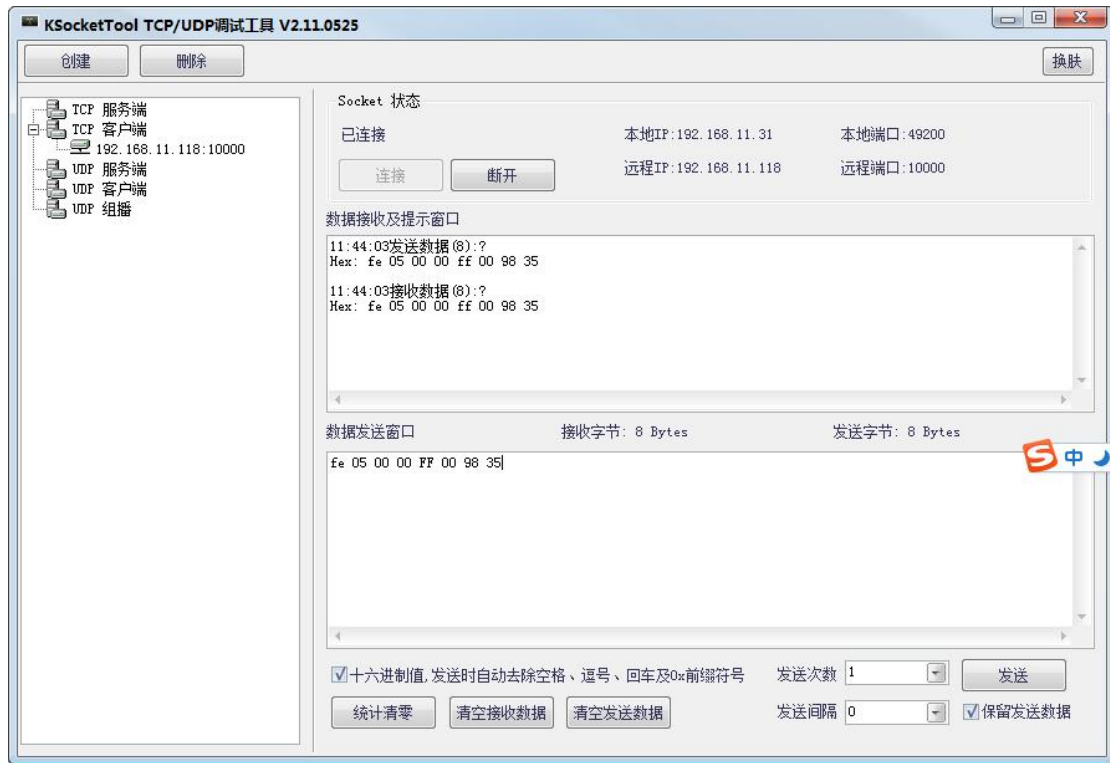 KSocketTool TCP/UDP调试工具 V2.11.0525
创建 删除 换肤
TCP 服务端
TCP 客户端
192.168.11.118:10000
UDP 服务端
UDP 客户端
UDP 组播
Socket 状态
已连接 本地IP:192.168.11.31 本地端口:49200
连接 断开 远程IP:192.168.11.118 远程端口:10000
数据接收及提示窗口
11:44:03发送数据(8):?
Hex: fe 05 00 00 ff 00 98 35
11:44:03接收数据(8):?
Hex: fe 05 00 00 ff 00 98 35
数据发送窗口 接收字节: 8 Bytes 发送字节: 8 Bytes
fe 05 00 00 FF 00 98 35
S 中
十六进制值,发送时自动去除空格、逗号、回车及0x前缀符号 发送次数 1 发送
统计清零 清空接收数据 清空发送数据 发送间隔 0 保留发送数据